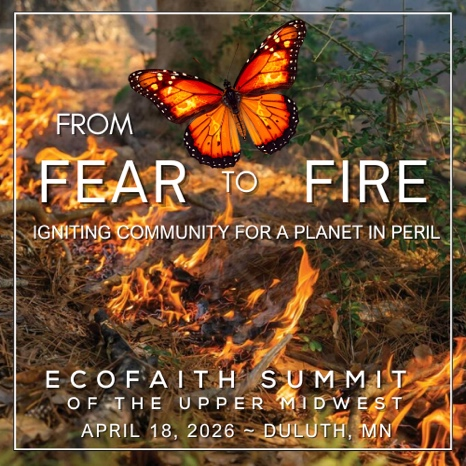 FROM
FEAR TO FIRE
IGNITING COMMUNITY FOR A PLANET IN PERIL
ECOFAITH SUMMIT
OF THE UPPER MIDWEST
APRIL 18, 2026 ~ DULUTH, MN